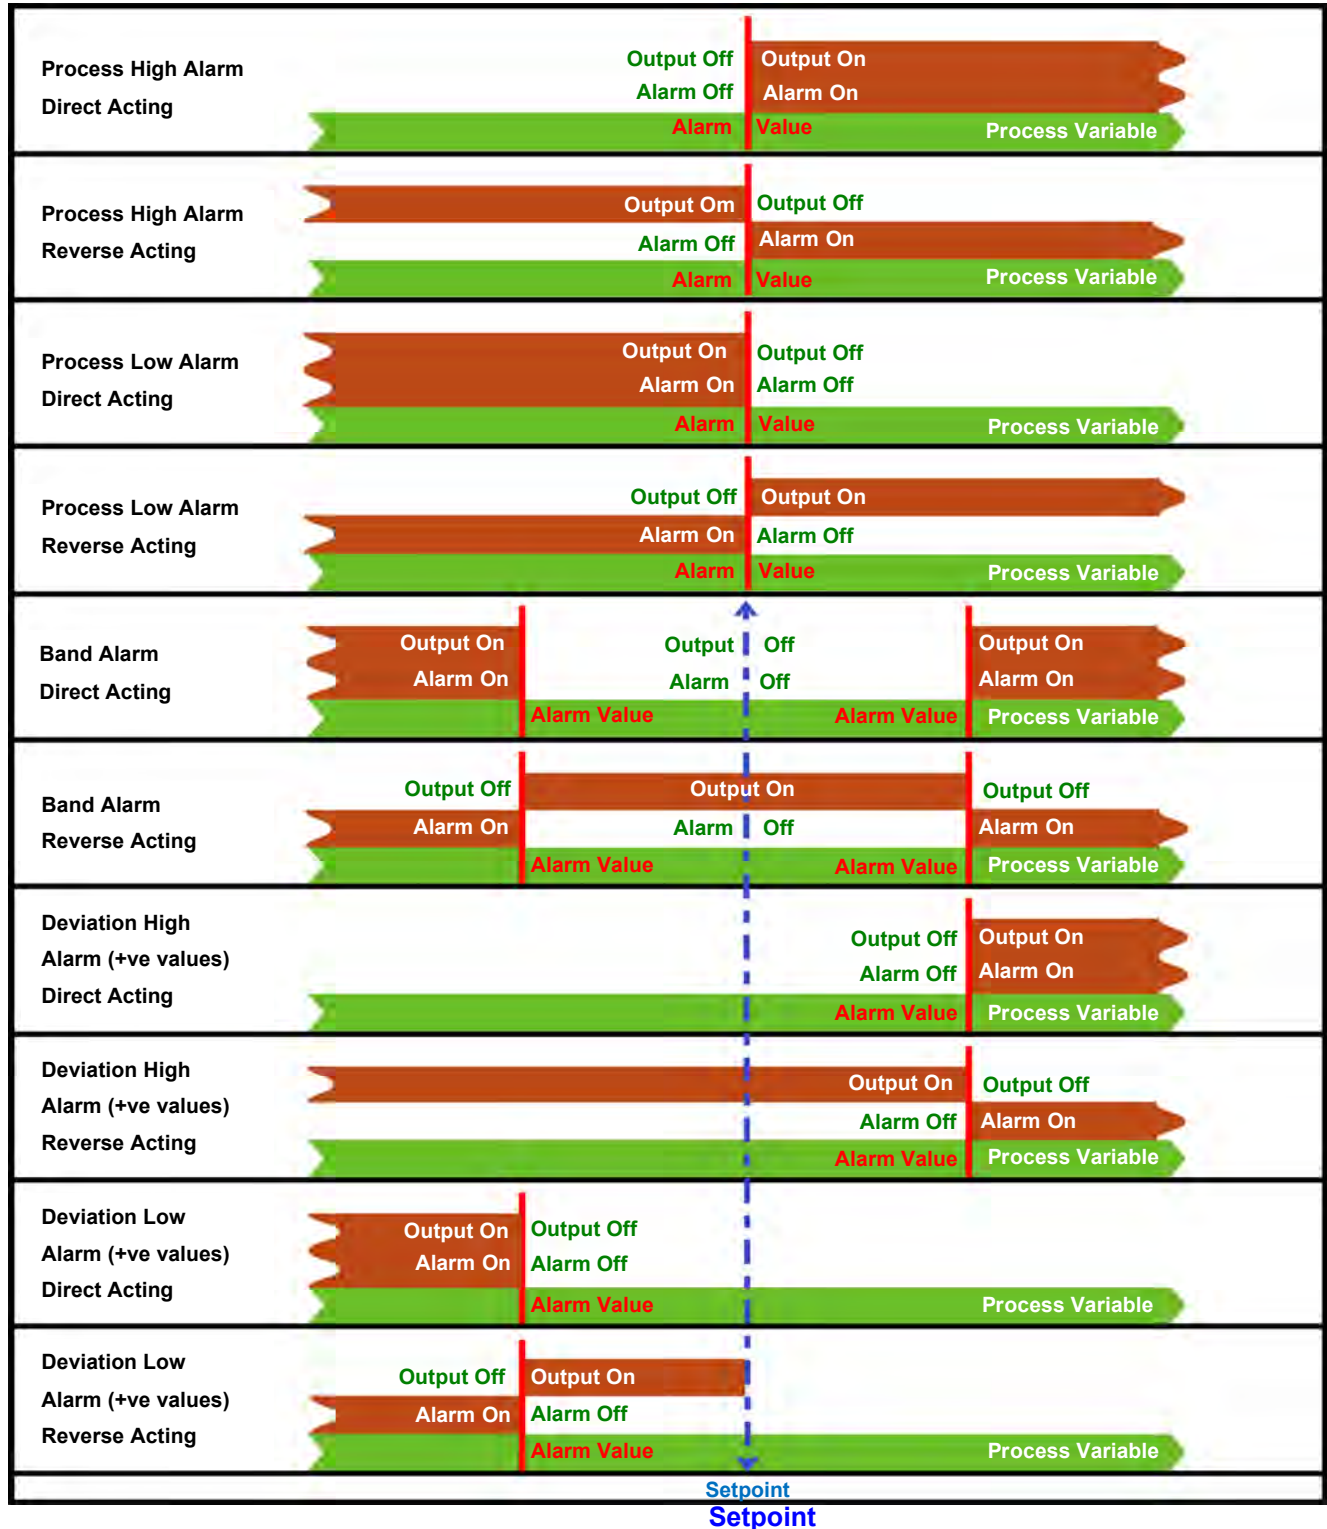 Process High Alarm
Direct Acting
Output Off Output On
Alarm Off Alarm On
Alarm Value Process Variable
Process High Alarm
Reverse Acting
Output Om Output Off
Alarm Off Alarm On
Alarm Value Process Variable
Process Low Alarm
Direct Acting
Output On Output Off
Alarm On Alarm Off
Alarm Value Process Variable
Process Low Alarm
Reverse Acting
Output Off Output On
Alarm On Alarm Off
Alarm Value Process Variable
Band Alarm
Direct Acting
Output On Output Off Output On
Alarm On Alarm Off Alarm On
Alarm Value Alarm Value Process Variable
Band Alarm
Reverse Acting
Output Off Output On Output Off
Alarm On Alarm Off Alarm On
Alarm Value Alarm Value Process Variable
Deviation High
Alarm (+ve values)
Direct Acting
Output Off Output On
Alarm Off Alarm On
Alarm Value Process Variable
Deviation High
Alarm (+ve values)
Reverse Acting
Output On Output Off
Alarm Off Alarm On
Alarm Value Process Variable
Deviation Low
Alarm (+ve values)
Direct Acting
Output On Output Off
Alarm On Alarm Off
Alarm Value Process Variable
Deviation Low
Alarm (+ve values)
Reverse Acting
Output Off Output On
Alarm On Alarm Off
Alarm Value Process Variable
Setpoint
Setpoint